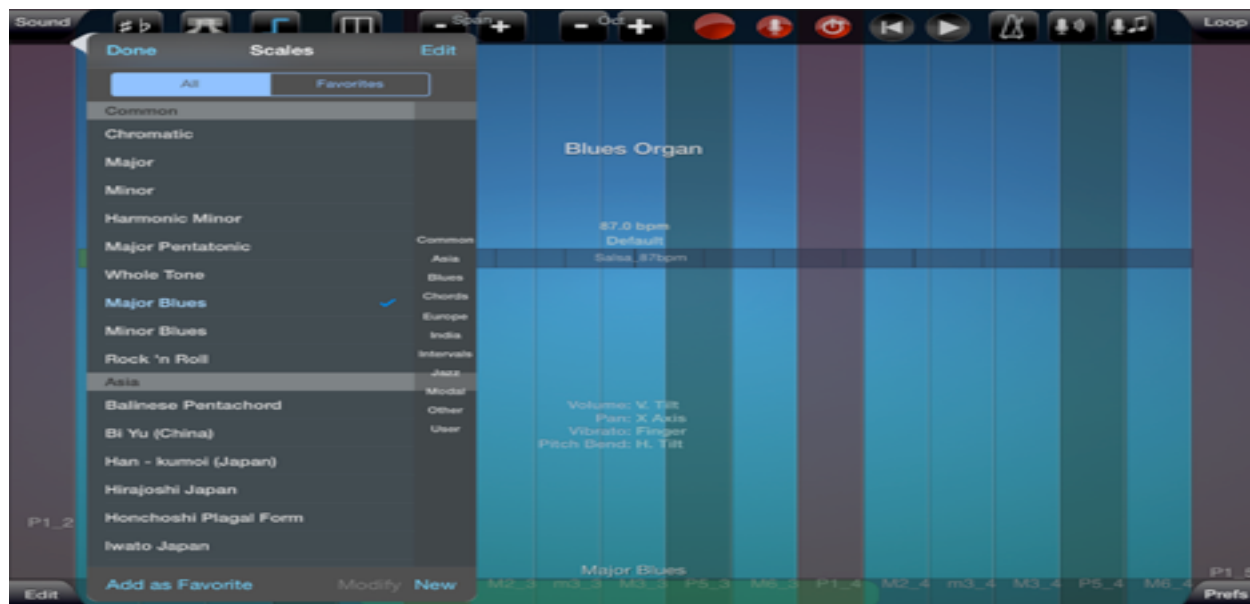 Sound
♯ ♭
- Span +
- Oct +
Loop
Done Scales Edit
All Favorites
Common
Chromatic
Major
Minor
Harmonic Minor
Major Pentatonic
Whole Tone
Major Blues
Minor Blues
Rock 'n Roll
Asia
Balinese Pentachord
Bi Yu (China)
Han - kumoi (Japan)
Hirajoshi Japan
Honchoshi Plagal Form
Iwato Japan
Add as Favorite Modify New
Common
Asia
Blues
Chords
Europe
India
Intervals
Jazz
Modal
Other
User
Blues Organ
87.0 bpm
Default
Salsa_87bpm
Volume: V. Tilt
Pan: X Axis
Vibrato: Finger
Pitch Bend: H. Tilt
Major Blues
P1_2 M2_3 m3_3 M3_3 P5_3 M6_3 P1_4 M2_4 m3_4 M3_4 P5_4 M6_4
Edit Prefs